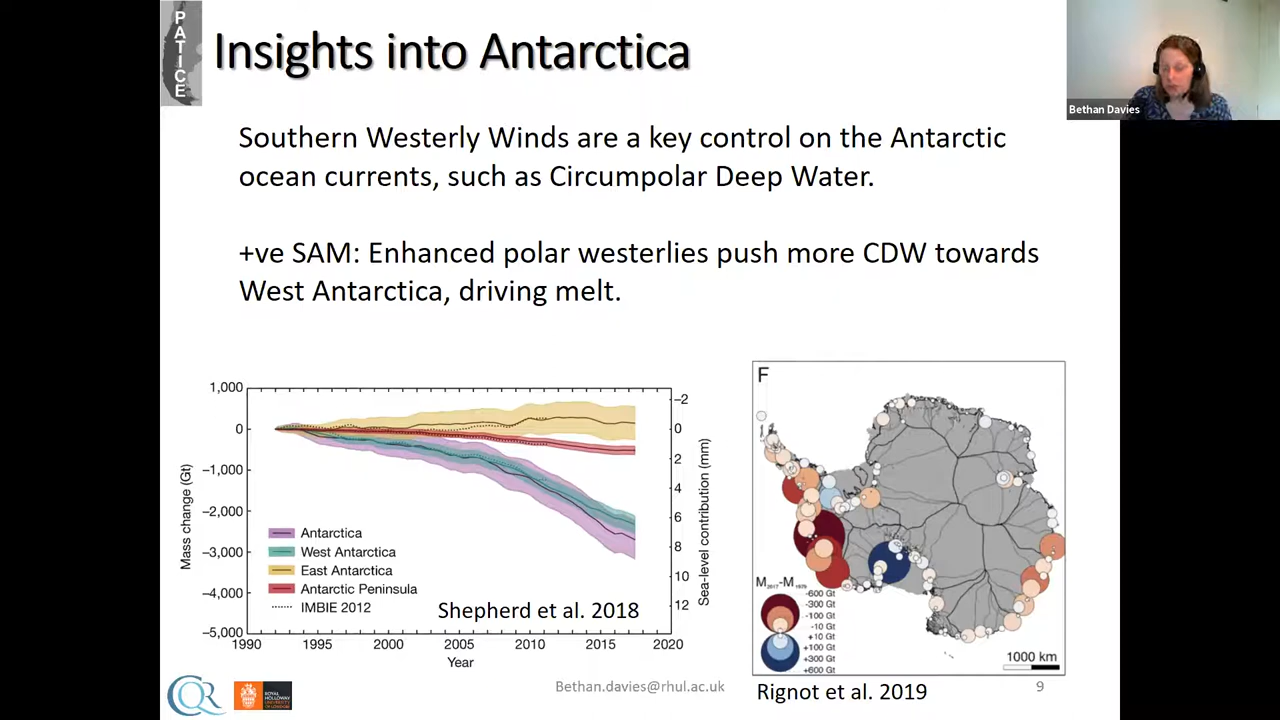 PATICE
Insights into Antarctica
Bethan Davies
Southern Westerly Winds are a key control on the Antarctic
ocean currents, such as Circumpolar Deep Water.
+ve SAM: Enhanced polar westerlies push more CDW towards
West Antarctica, driving melt.
1,000
0
–1,000
–2,000
–3,000
–4,000
–5,000
Mass change (Gt)
1990
1995
2000
2005
2010
2015
2020
Year
–2
0
2
4
6
8
10
12
Sea-level contribution (mm)
Antarctica
West Antarctica
East Antarctica
Antarctic Peninsula
IMBIE 2012
Shepherd et al. 2018
F
M2017-M1979
-600 Gt
-300 Gt
-100 Gt
-10 Gt
+10 Gt
+100 Gt
+300 Gt
+600 Gt
1000 km
Rignot et al. 2019
QR
ROYAL
HOLLOWAY
Bethan.davies@rhul.ac.uk
9